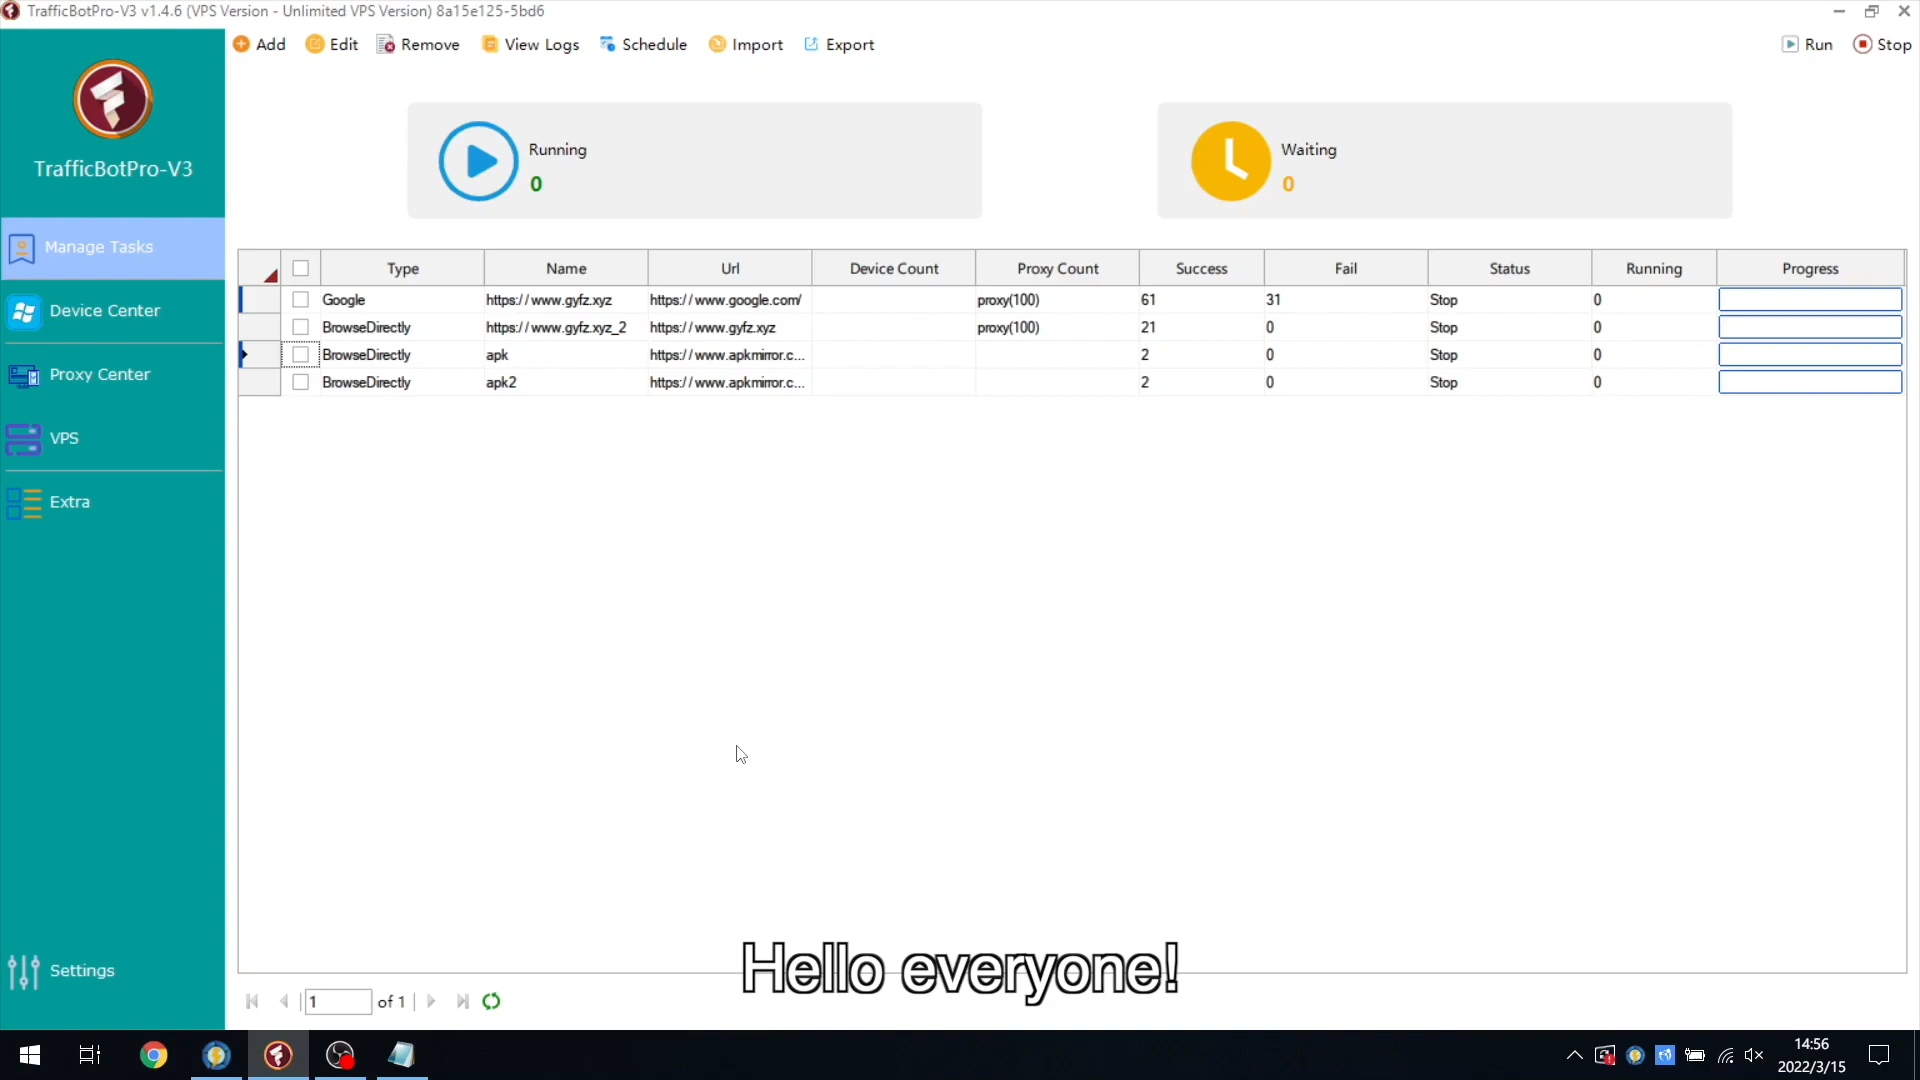 TrafficBotPro-V3 v1.4.6 (VPS Version - Unlimited VPS Version) 8a15e125-5bd6
Add Edit Remove View Logs Schedule Import Export Run Stop
TrafficBotPro-V3
Running
0
Waiting
0
Manage Tasks
Device Center
Proxy Center
VPS
Extra
Settings
Type Name Url Device Count Proxy Count Success Fail Status Running Progress
Google https://www.gyfz.xyz https://www.google.com/ proxy(100) 61 31 Stop 0
BrowseDirectly https://www.gyfz.xyz_2 https://www.gyfz.xyz proxy(100) 21 0 Stop 0
BrowseDirectly apk https://www.apkmirror.c... 2 0 Stop 0
BrowseDirectly apk2 https://www.apkmirror.c... 2 0 Stop 0
Hello everyone!
1 of 1
14:56
2022/3/15